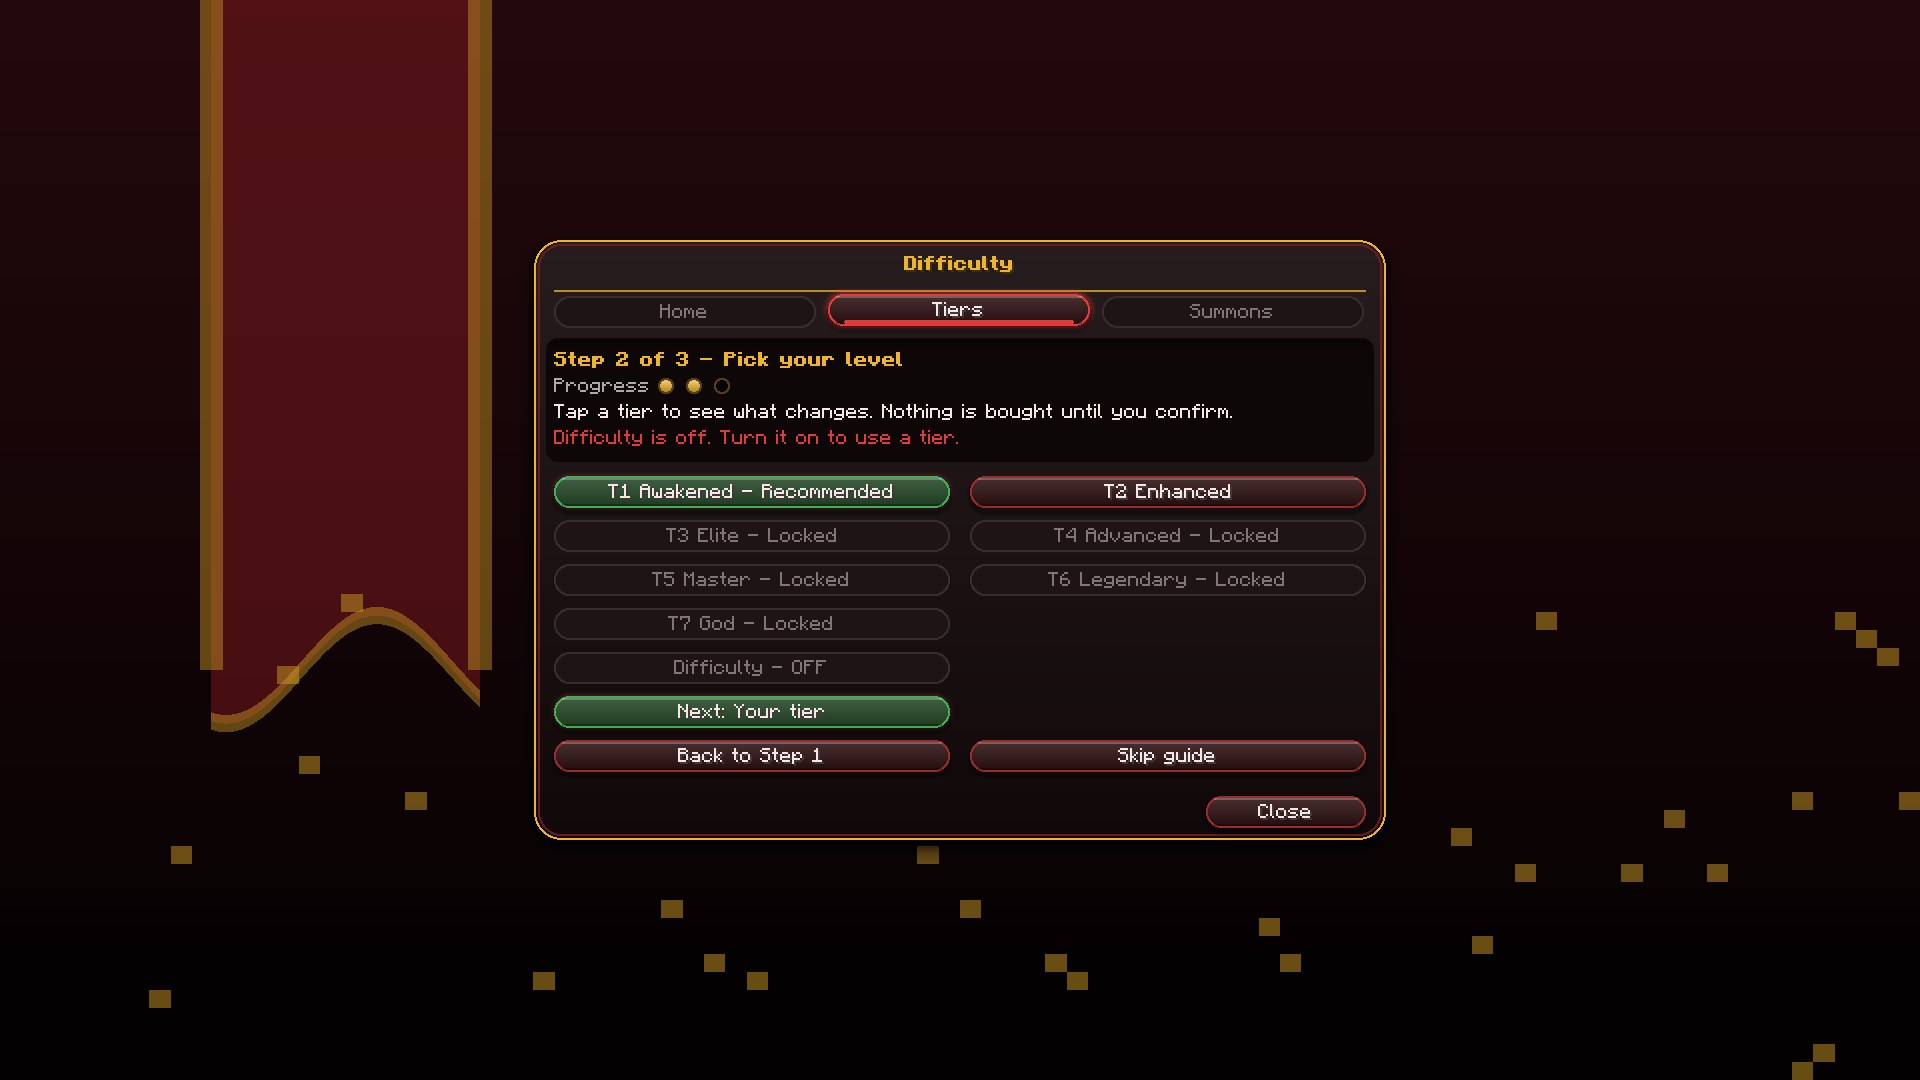 Difficulty
Home Tiers Summons
Step 2 of 3 - Pick your level
Progress
Tap a tier to see what changes. Nothing is bought until you confirm.
Difficulty is off. Turn it on to use a tier.
T1 Awakened - Recommended T2 Enhanced
T3 Elite - Locked T4 Advanced - Locked
T5 Master - Locked T6 Legendary - Locked
T7 God - Locked
Difficulty - OFF
Next: Your tier
Back to Step 1 Skip guide
Close